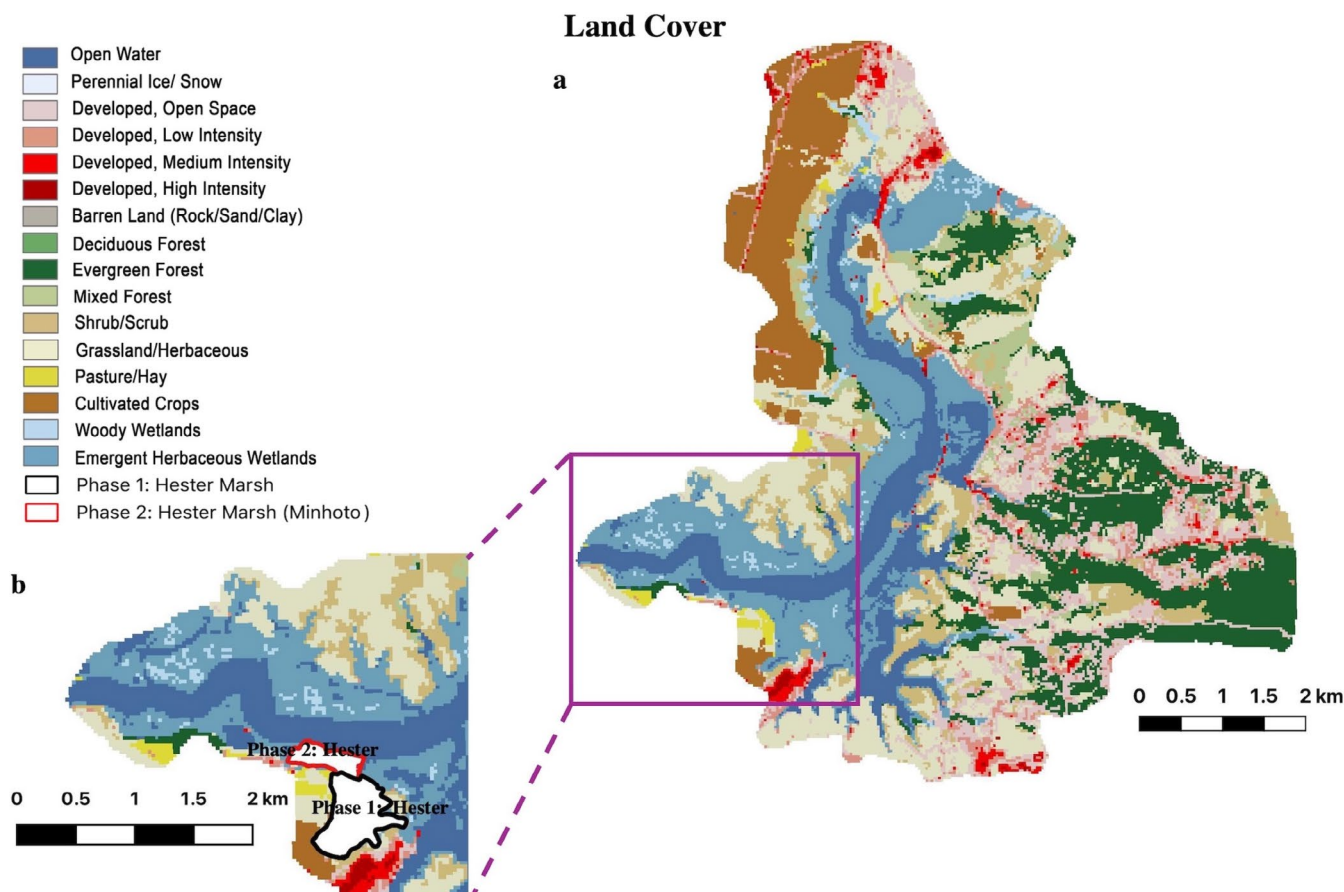 Land Cover
a
Open Water
Perennial Ice/ Snow
Developed, Open Space
Developed, Low Intensity
Developed, Medium Intensity
Developed, High Intensity
Barren Land (Rock/Sand/Clay)
Deciduous Forest
Evergreen Forest
Mixed Forest
Shrub/Scrub
Grassland/Herbaceous
Pasture/Hay
Cultivated Crops
Woody Wetlands
Emergent Herbaceous Wetlands
Phase 1: Hester Marsh
Phase 2: Hester Marsh (Minhoto)
b
Phase 2: Hester
Phase 1: Hester
0 0.5 1 1.5 2 km
0 0.5 1 1.5 2 km